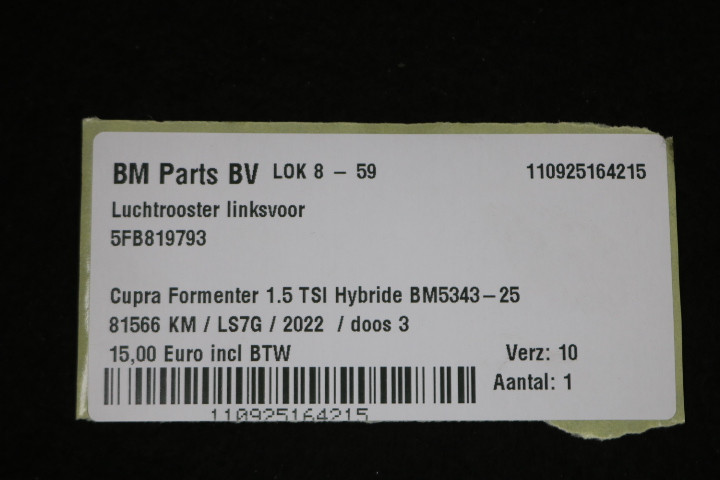 BM Parts BV LOK 8 – 59 110925164215
Luchtrooster linksvoor
5FB819793
Cupra Formenter 1.5 TSI Hybride BM5343–25
81566 KM / LS7G / 2022 / doos 3
15,00 Euro incl BTW Verz: 10
Aantal: 1
110925164215